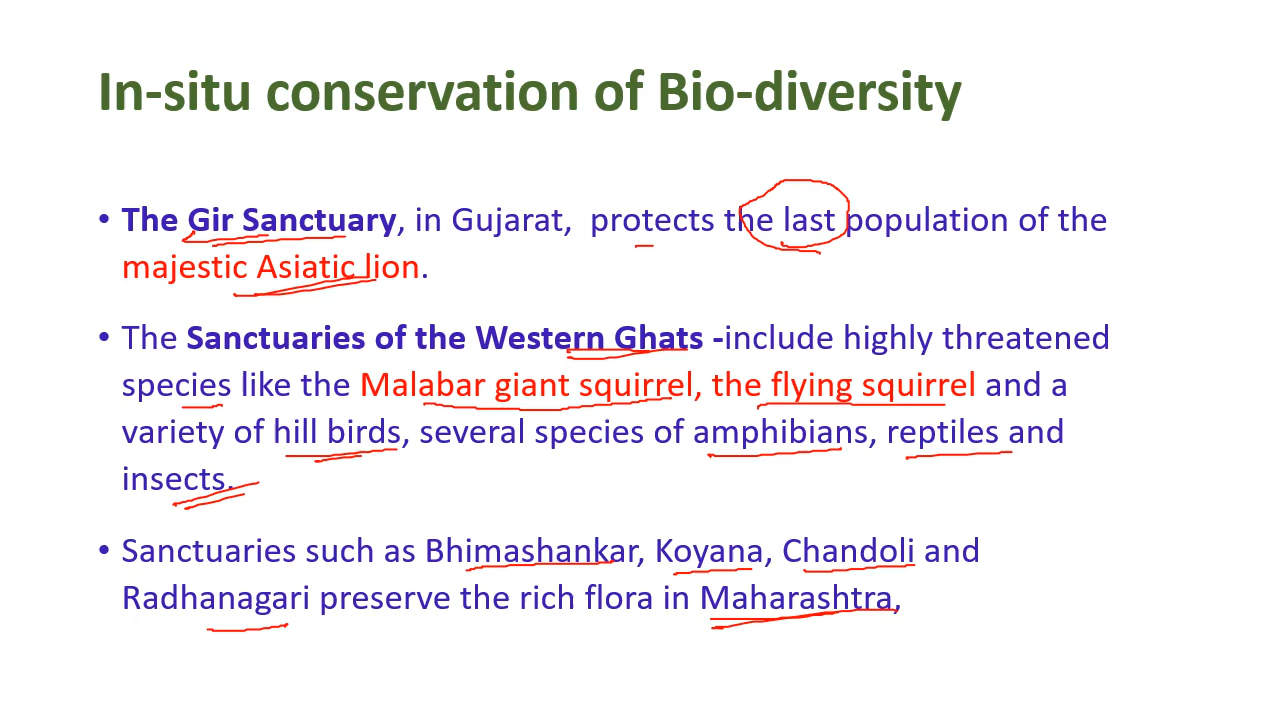 In-situ conservation of Bio-diversity
• The Gir Sanctuary, in Gujarat,  protects the last population of the
majestic Asiatic lion.
• The Sanctuaries of the Western Ghats -include highly threatened
species like the Malabar giant squirrel, the flying squirrel and a
variety of hill birds, several species of amphibians, reptiles and
insects.
• Sanctuaries such as Bhimashankar, Koyana, Chandoli and
Radhanagari preserve the rich flora in Maharashtra,